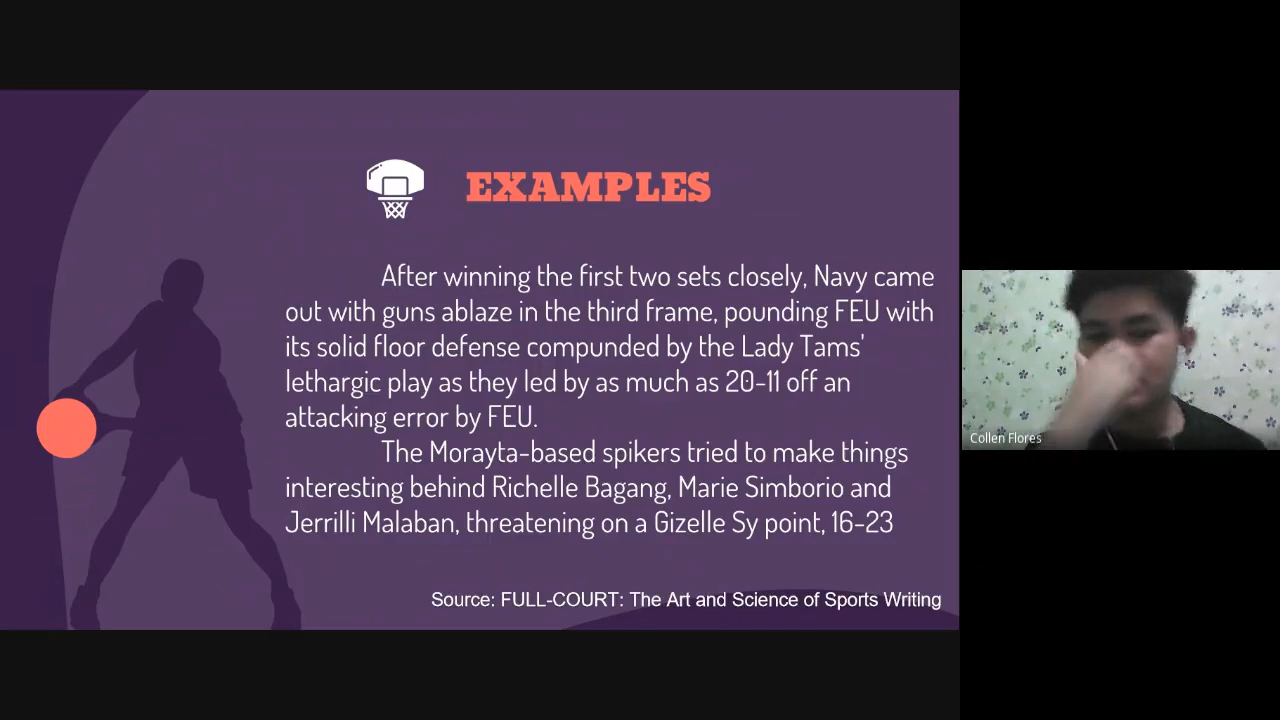 EXAMPLES
After winning the first two sets closely, Navy came
out with guns ablaze in the third frame, pounding FEU with
its solid floor defense compunded by the Lady Tams'
lethargic play as they led by as much as 20-11 off an
attacking error by FEU.
The Morayta-based spikers tried to make things
interesting behind Richelle Bagang, Marie Simborio and
Jerrilli Malaban, threatening on a Gizelle Sy point, 16-23
Source: FULL-COURT: The Art and Science of Sports Writing
Collen Flores